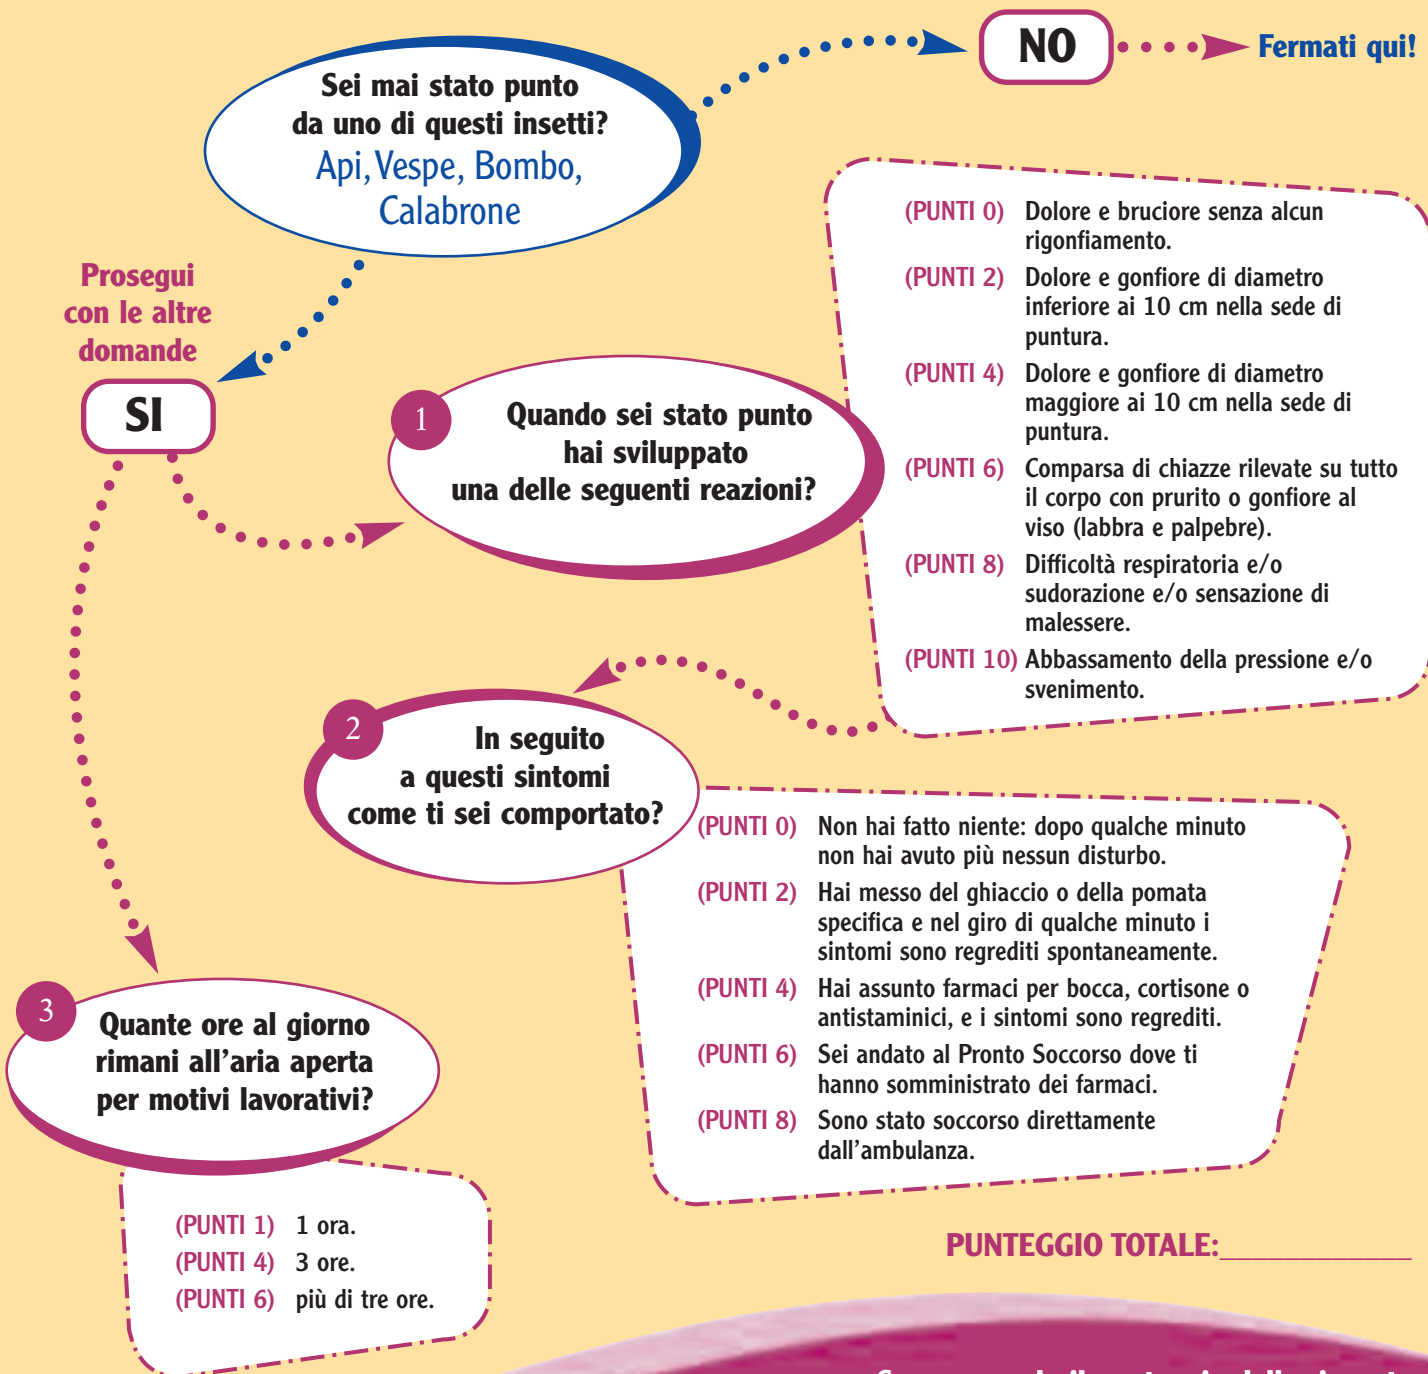 Sei mai stato punto
da uno di questi insetti?
Api, Vespe, Bombo,
Calabrone
NO
Fermati qui!
Prosegui
con le altre
domande
SI
1
Quando sei stato punto
hai sviluppato
una delle seguenti reazioni?
(PUNTI 0) Dolore e bruciore senza alcun
rigonfiamento.
(PUNTI 2) Dolore e gonfiore di diametro
inferiore ai 10 cm nella sede di
puntura.
(PUNTI 4) Dolore e gonfiore di diametro
maggiore ai 10 cm nella sede di
puntura.
(PUNTI 6) Comparsa di chiazze rilevate su tutto
il corpo con prurito o gonfiore al
viso (labbra e palpebre).
(PUNTI 8) Difficoltà respiratoria e/o
sudorazione e/o sensazione di
malessere.
(PUNTI 10) Abbassamento della pressione e/o
svenimento.
2
In seguito
a questi sintomi
come ti sei comportato?
(PUNTI 0) Non hai fatto niente: dopo qualche minuto
non hai avuto più nessun disturbo.
(PUNTI 2) Hai messo del ghiaccio o della pomata
specifica e nel giro di qualche minuto i
sintomi sono regrediti spontaneamente.
(PUNTI 4) Hai assunto farmaci per bocca, cortisone o
antistaminici, e i sintomi sono regrediti.
(PUNTI 6) Sei andato al Pronto Soccorso dove ti
hanno somministrato dei farmaci.
(PUNTI 8) Sono stato soccorso direttamente
dall'ambulanza.
3
Quante ore al giorno
rimani all'aria aperta
per motivi lavorativi?
(PUNTI 1) 1 ora.
(PUNTI 4) 3 ore.
(PUNTI 6) più di tre ore.
PUNTEGGIO TOTALE:______________